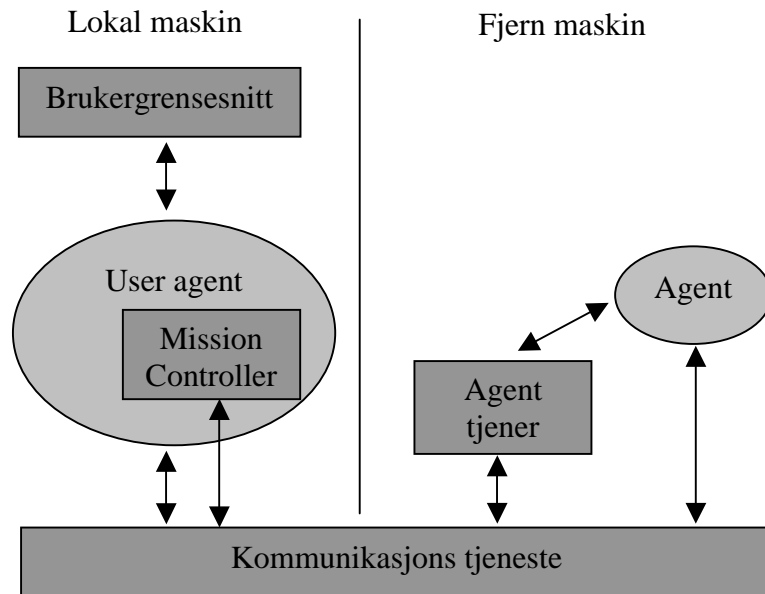 Lokal maskin
Fjern maskin
Brukergrensesnitt
User agent
Mission
Controller
Agent
Agent
tjener
Kommunikasjons tjeneste